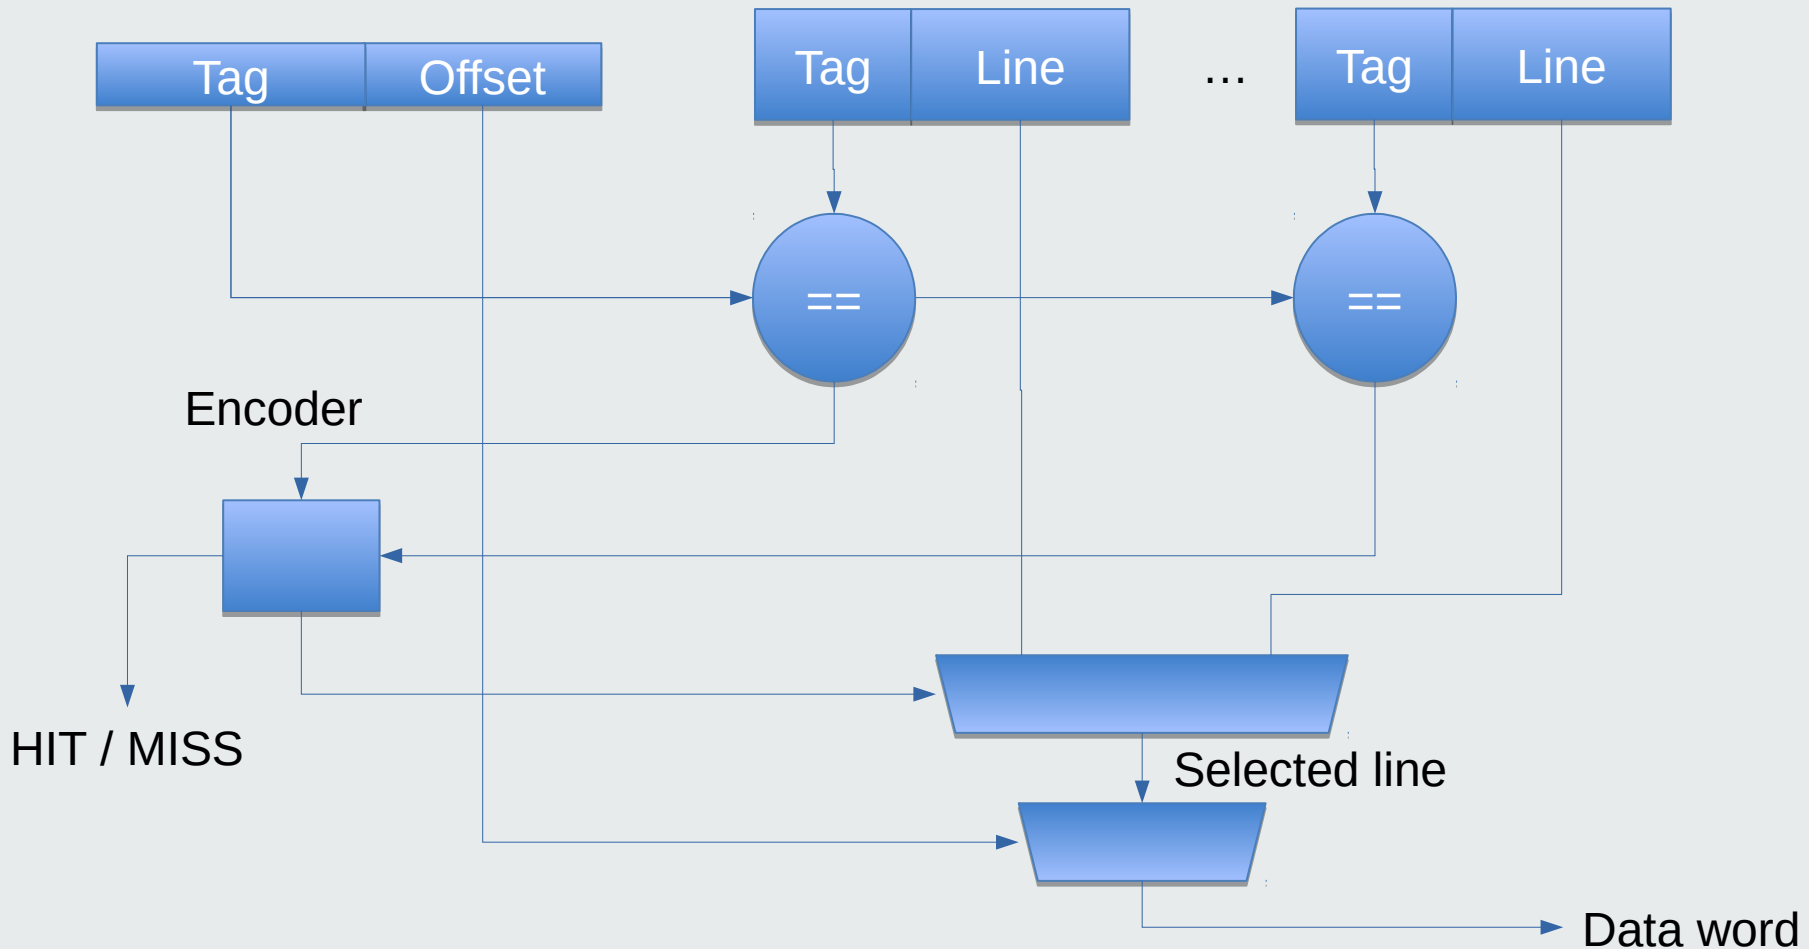 Tag Offset
Tag Line
...
Tag Line
==
==
Encoder
HIT / MISS
Selected line
Data word